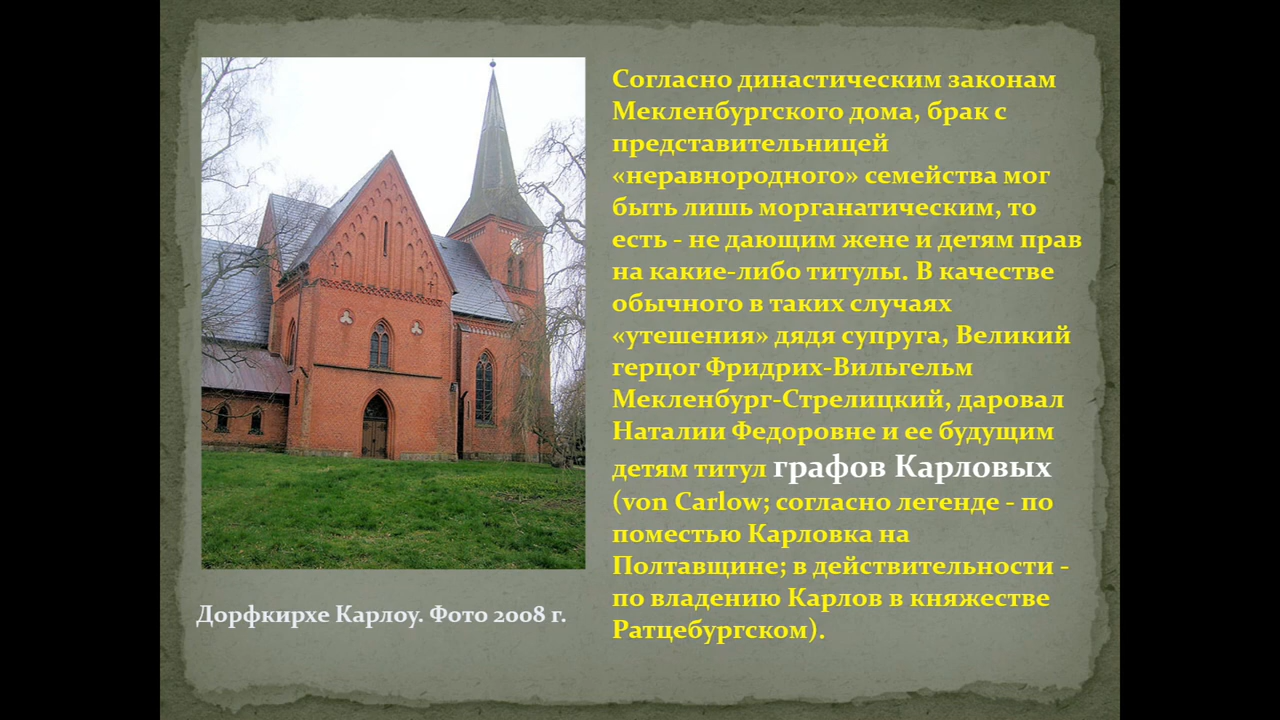 Согласно династическим законам
Мекленбургского дома, брак с
представительницей
«неравнородного» семейства мог
быть лишь морганатическим, то
есть - не дающим жене и детям прав
на какие-либо титулы. В качестве
обычного в таких случаях
«утешения» дядя супруга, Великий
герцог Фридрих-Вильгельм
Мекленбург-Стрелицкий, даровал
Наталии Федоровне и ее будущим
детям титул графов Карловых
(von Carlow; согласно легенде - по
поместью Карловка на
Полтавщине; в действительности -
по владению Карлов в княжестве
Ратцебургском).
Дорфкирхе Карлоу. Фото 2008 г.